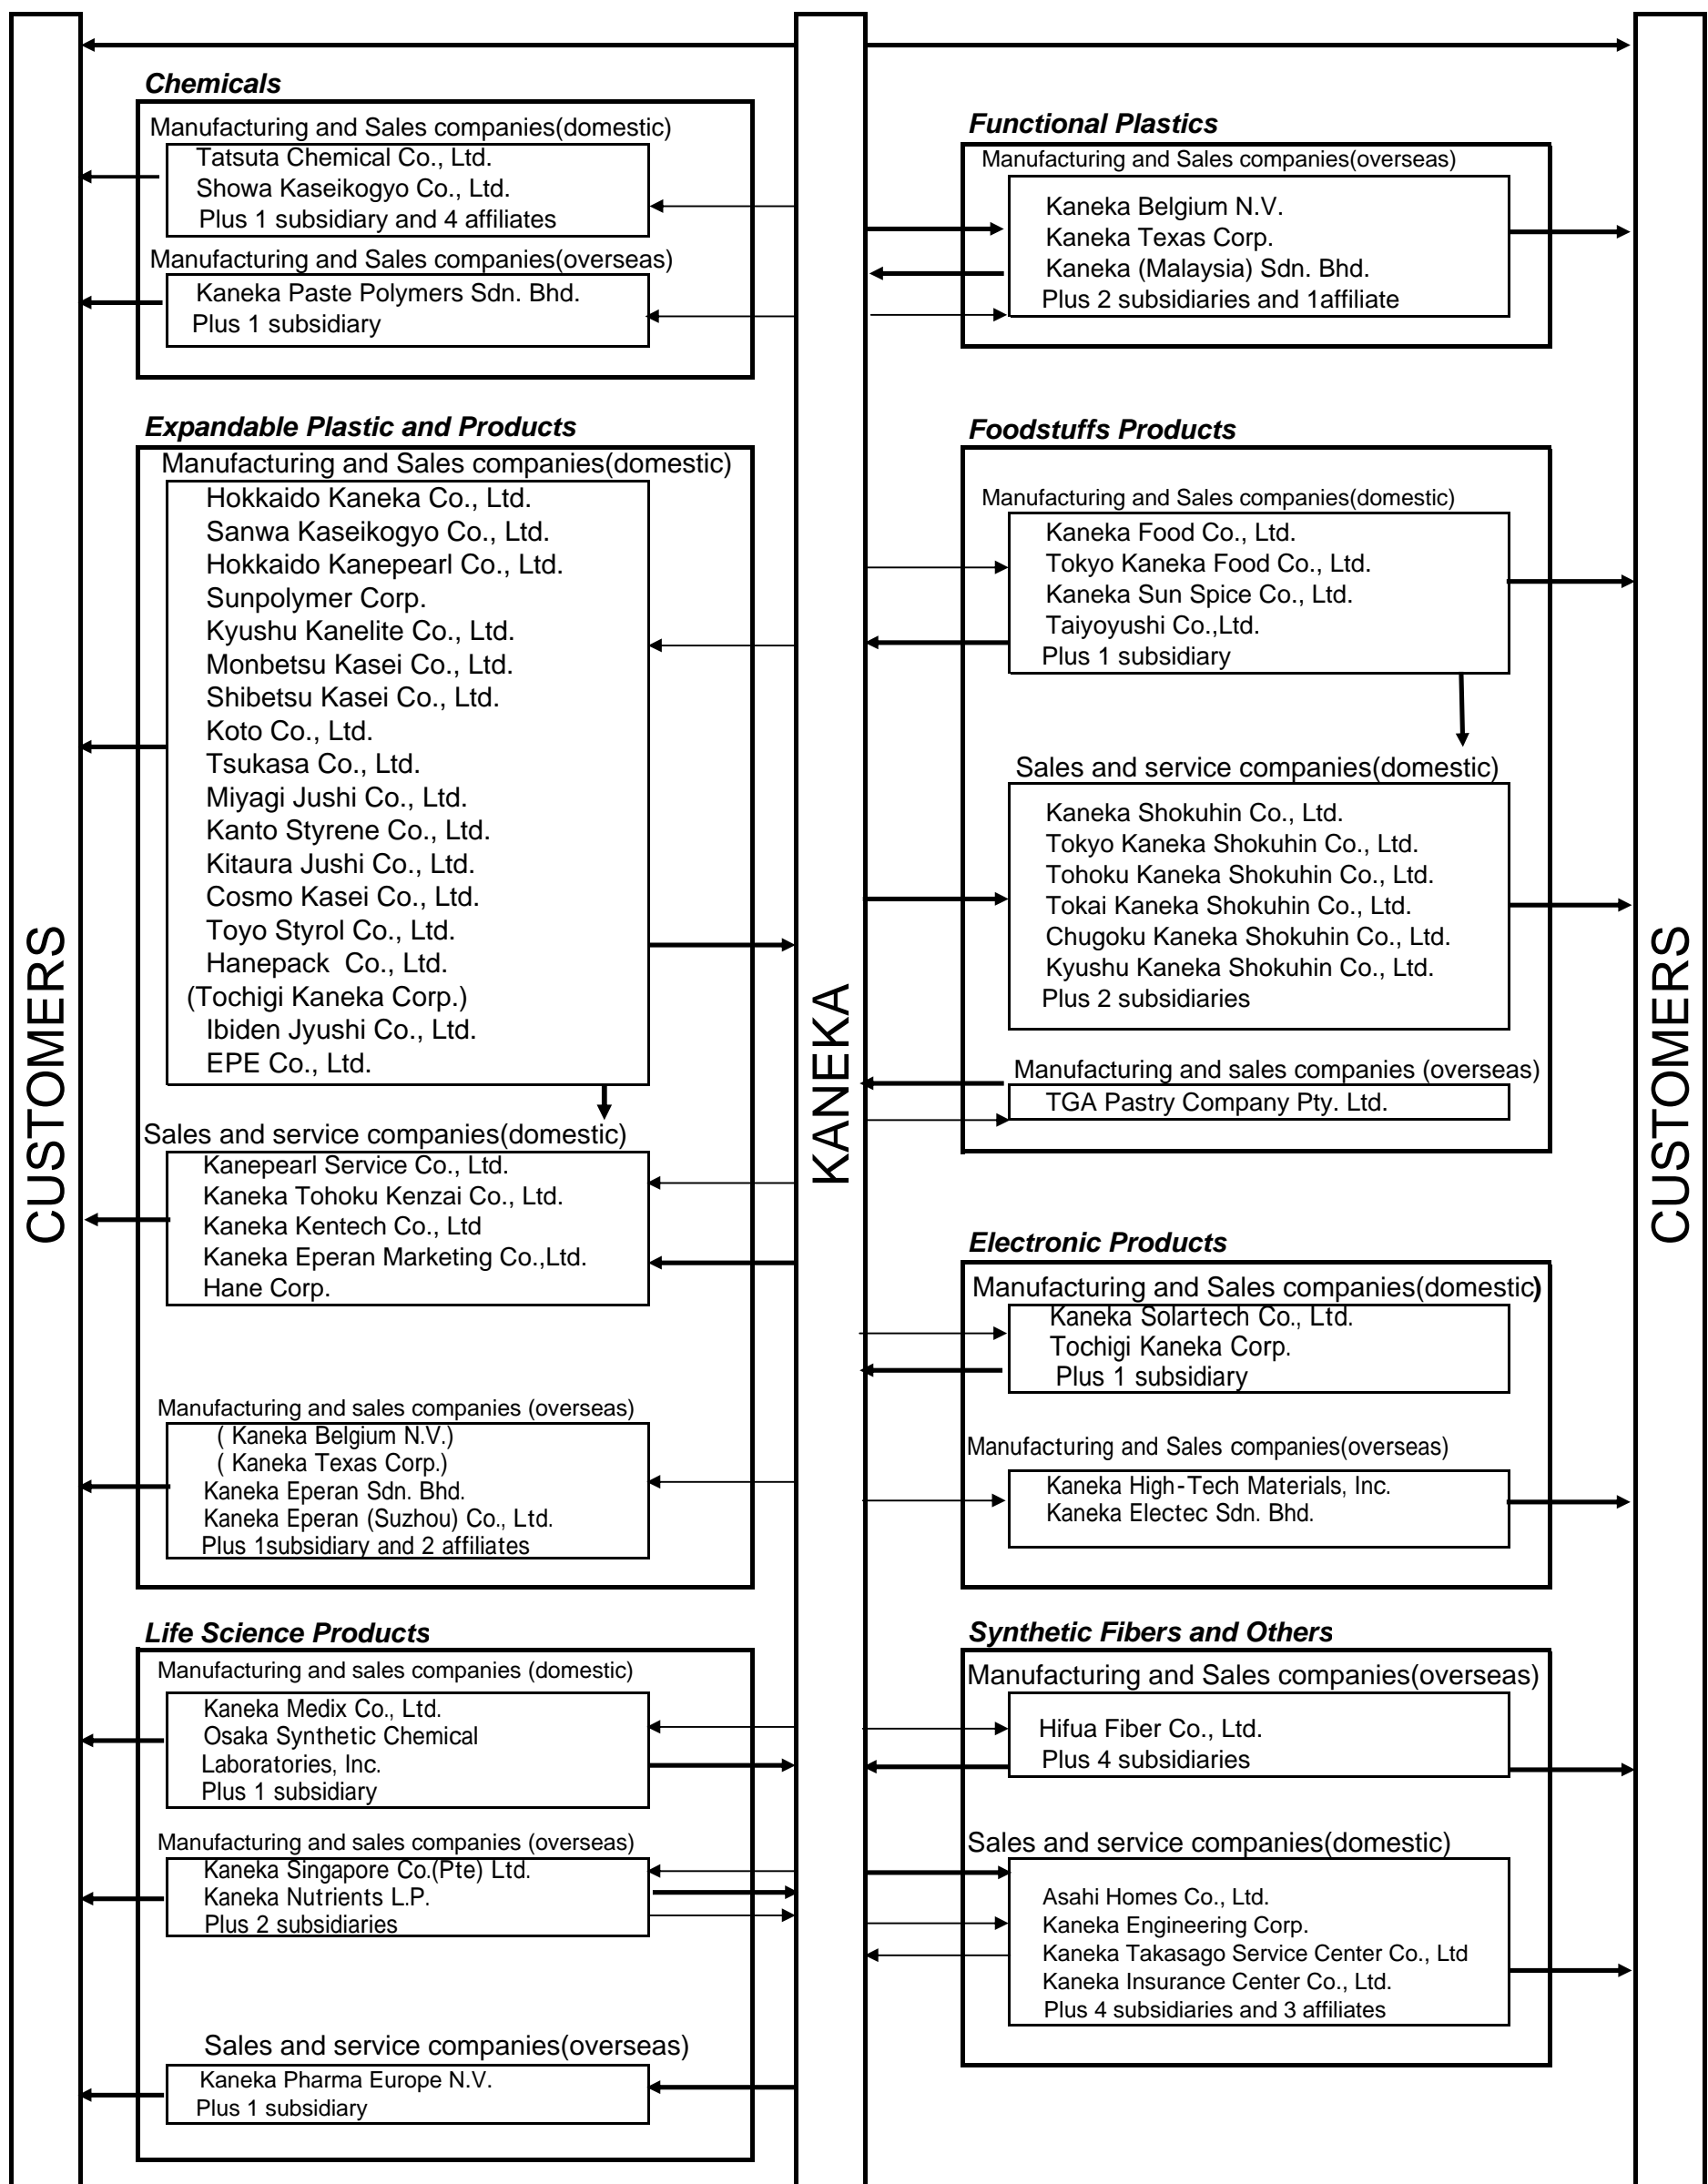 CUSTOMERS
Chemicals
Manufacturing and Sales companies(domestic)
Tatsuta Chemical Co., Ltd.
Showa Kaseikogyo Co., Ltd.
Plus 1 subsidiary and 4 affiliates
Manufacturing and Sales companies(overseas)
Kaneka Paste Polymers Sdn. Bhd.
Plus 1 subsidiary
Expandable Plastic and Products
Manufacturing and Sales companies(domestic)
Hokkaido Kaneka Co., Ltd.
Sanwa Kaseikogyo Co., Ltd.
Hokkaido Kanepearl Co., Ltd.
Sunpolymer Corp.
Kyushu Kanelite Co., Ltd.
Monbetsu Kasei Co., Ltd.
Shibetsu Kasei Co., Ltd.
Koto Co., Ltd.
Tsukasa Co., Ltd.
Miyagi Jushi Co., Ltd.
Kanto Styrene Co., Ltd.
Kitaura Jushi Co., Ltd.
Cosmo Kasei Co., Ltd.
Toyo Styrol Co., Ltd.
Hanepack Co., Ltd.
(Tochigi Kaneka Corp.)
Ibiden Jyushi Co., Ltd.
EPE Co., Ltd.
Sales and service companies(domestic)
Kanepearl Service Co., Ltd.
Kaneka Tohoku Kenzai Co., Ltd.
Kaneka Kentech Co., Ltd
Kaneka Eperan Marketing Co.,Ltd.
Hane Corp.
Manufacturing and sales companies (overseas)
( Kaneka Belgium N.V.)
( Kaneka Texas Corp.)
Kaneka Eperan Sdn. Bhd.
Kaneka Eperan (Suzhou) Co., Ltd.
Plus 1subsidiary and 2 affiliates
Life Science Products
Manufacturing and sales companies (domestic)
Kaneka Medix Co., Ltd.
Osaka Synthetic Chemical
Laboratories, Inc.
Plus 1 subsidiary
Manufacturing and sales companies (overseas)
Kaneka Singapore Co.(Pte) Ltd.
Kaneka Nutrients L.P.
Plus 2 subsidiaries
Sales and service companies(overseas)
Kaneka Pharma Europe N.V.
Plus 1 subsidiary
KANEKA
Functional Plastics
Manufacturing and Sales companies(overseas)
Kaneka Belgium N.V.
Kaneka Texas Corp.
Kaneka (Malaysia) Sdn. Bhd.
Plus 2 subsidiaries and 1affiliate
Foodstuffs Products
Manufacturing and Sales companies(domestic)
Kaneka Food Co., Ltd.
Tokyo Kaneka Food Co., Ltd.
Kaneka Sun Spice Co., Ltd.
Taiyoyushi Co.,Ltd.
Plus 1 subsidiary
Sales and service companies(domestic)
Kaneka Shokuhin Co., Ltd.
Tokyo Kaneka Shokuhin Co., Ltd.
Tohoku Kaneka Shokuhin Co., Ltd.
Tokai Kaneka Shokuhin Co., Ltd.
Chugoku Kaneka Shokuhin Co., Ltd.
Kyushu Kaneka Shokuhin Co., Ltd.
Plus 2 subsidiaries
Manufacturing and sales companies (overseas)
TGA Pastry Company Pty. Ltd.
Electronic Products
Manufacturing and Sales companies(domestic)
Kaneka Solartech Co., Ltd.
Tochigi Kaneka Corp.
Plus 1 subsidiary
Manufacturing and Sales companies(overseas)
Kaneka High-Tech Materials, Inc.
Kaneka Electec Sdn. Bhd.
Synthetic Fibers and Others
Manufacturing and Sales companies(overseas)
Hifua Fiber Co., Ltd.
Plus 4 subsidiaries
Sales and service companies(domestic)
Asahi Homes Co., Ltd.
Kaneka Engineering Corp.
Kaneka Takasago Service Center Co., Ltd
Kaneka Insurance Center Co., Ltd.
Plus 4 subsidiaries and 3 affiliates
CUSTOMERS